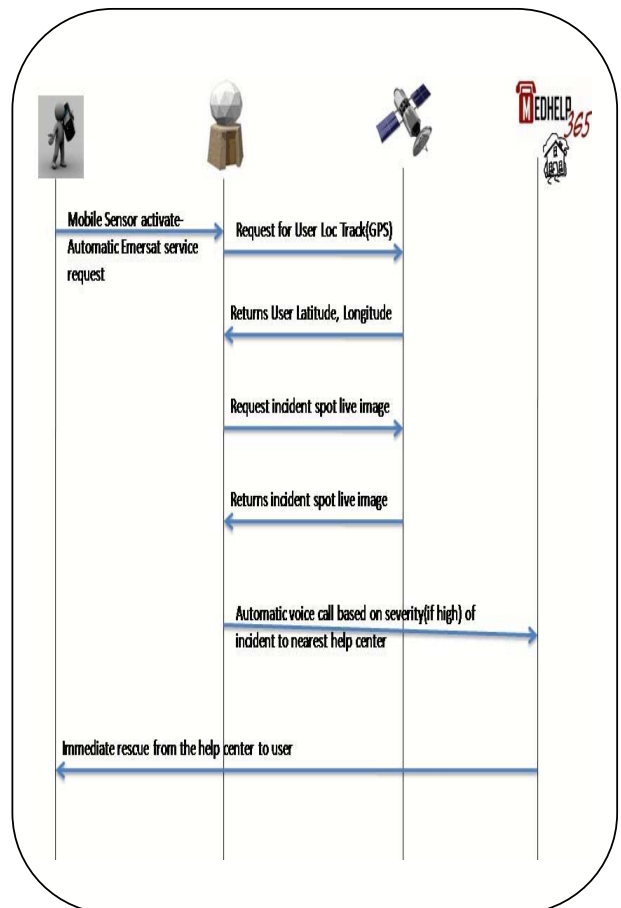 MEDHELP
365
Mobile Sensor activate-
Automatic Emersat service
request
Request for User Loc Track(GPS)
Returns User Latitude, Longitude
Request incident spot live image
Returns incident spot live image
Automatic voice call based on severity(if high) of
incident to nearest help center
Immediate rescue from the help center to user